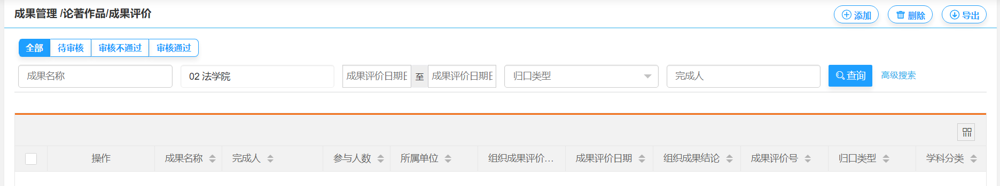 成果管理 /论著作品/成果评价
添加 删除 导出
全部 待审核 审核不通过 审核通过
成果名称 02 法学院 成果评价日期 至 成果评价日期 归口类型 完成人 查询 高级搜索
操作 成果名称 完成人 参与人数 所属单位 组织成果评价... 成果评价日期 组织成果结论 成果评价号 归口类型 学科分类